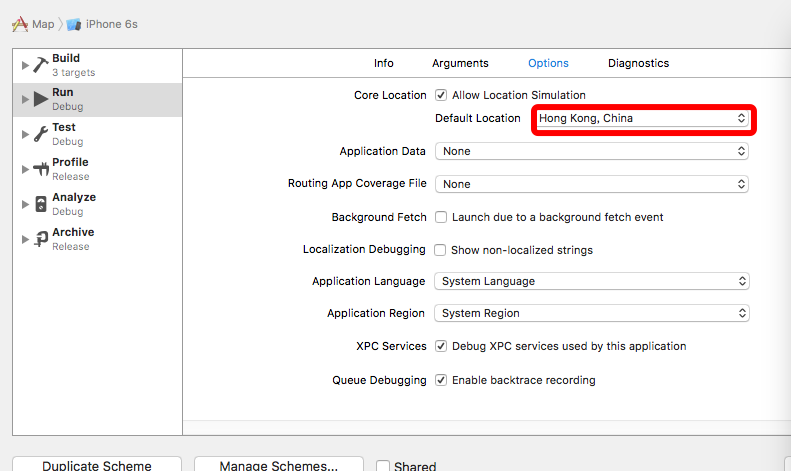 Map 〉 iPhone 6s
Build
3 targets
Run
Debug
Test
Debug
Profile
Release
Analyze
Debug
Archive
Release
Info Arguments Options Diagnostics
Core Location Allow Location Simulation
Default Location Hong Kong, China
Application Data None
Routing App Coverage File None
Background Fetch Launch due to a background fetch event
Localization Debugging Show non-localized strings
Application Language System Language
Application Region System Region
XPC Services Debug XPC services used by this application
Queue Debugging Enable backtrace recording
Duplicate Scheme Manage Schemes... Shared